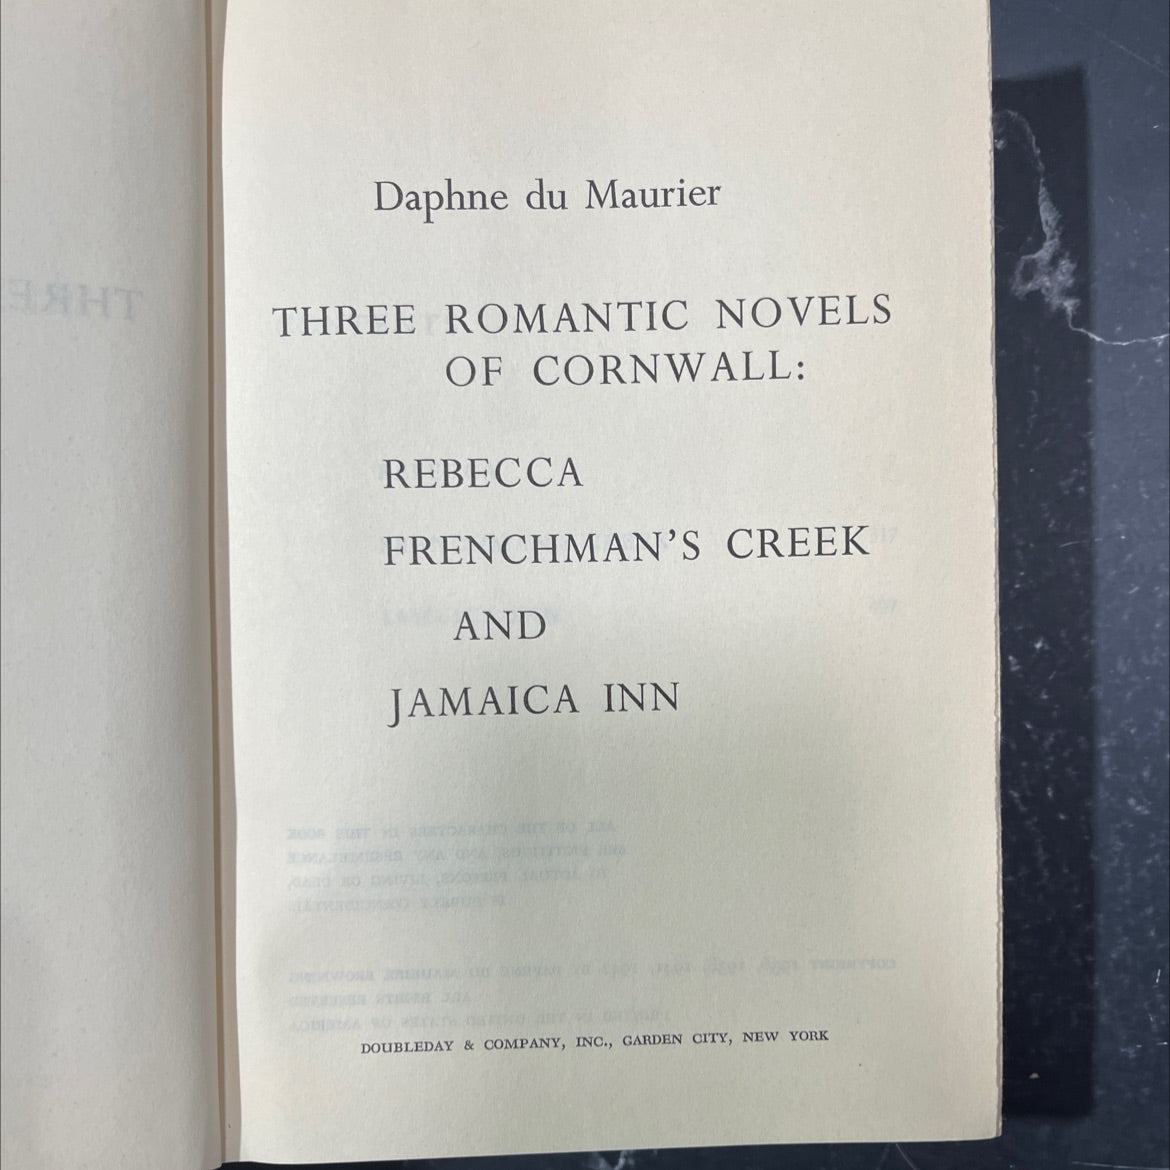 Daphne du Maurier
THREE ROMANTIC NOVELS
OF CORNWALL:
REBECCA
FRENCHMAN'S CREEK
AND
JAMAICA INN
DOUBLEDAY & COMPANY, INC., GARDEN CITY, NEW YORK